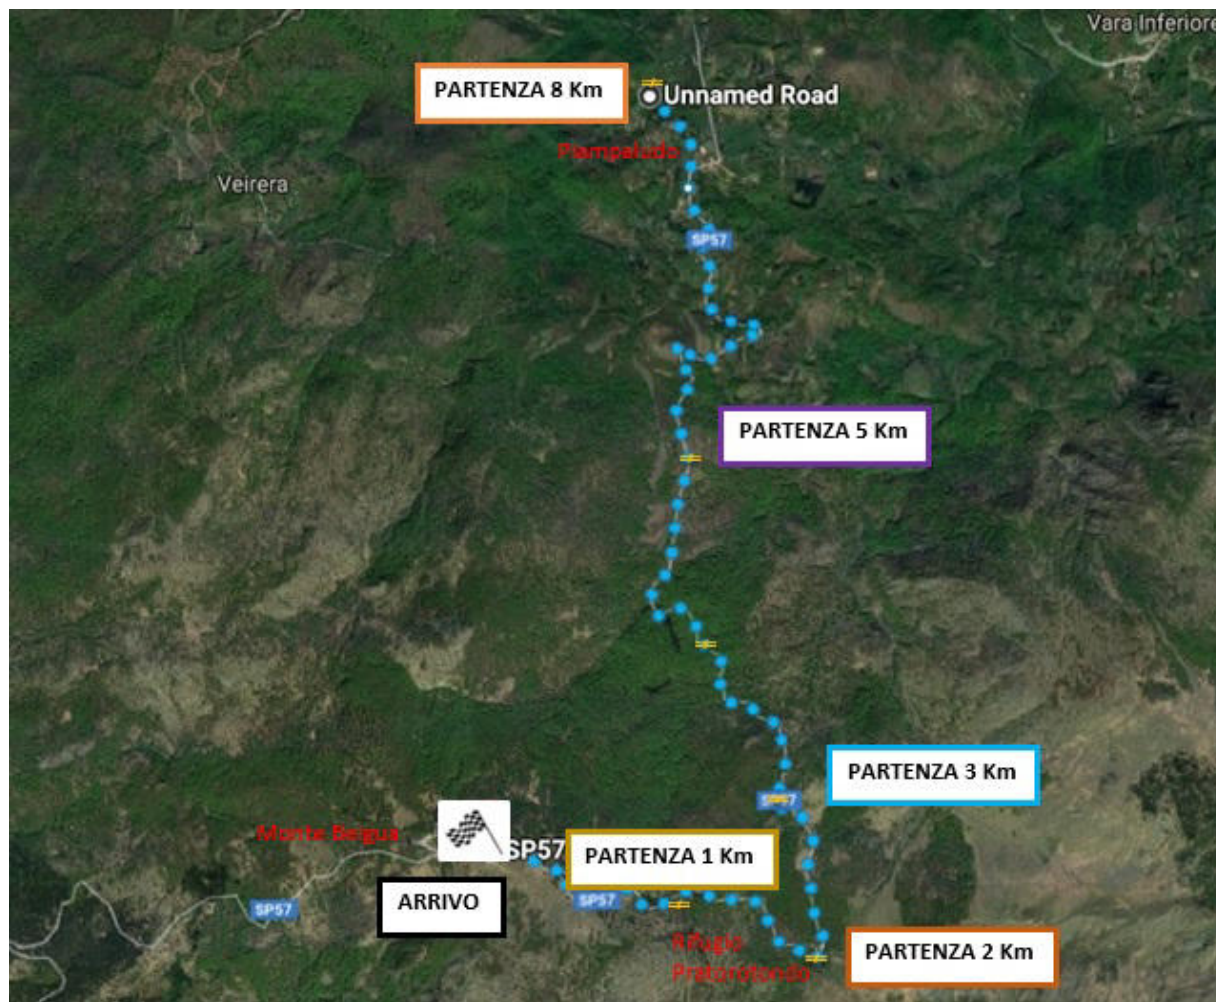 Vara Inferiore
PARTENZA 8 Km
Unnamed Road
Piampaludo
Veirera
SP57
PARTENZA 5 Km
PARTENZA 3 Km
SP57
Monte Beigua
SP57
PARTENZA 1 Km
ARRIVO
SP57
SP57
Rifugio
Pratorotondo
PARTENZA 2 Km